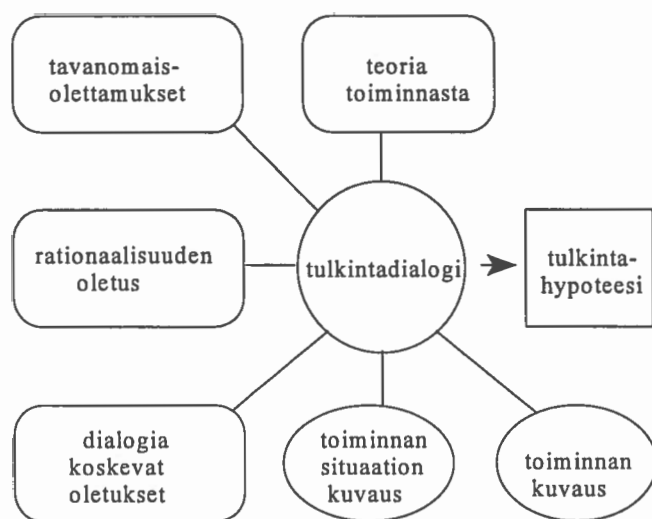 tavanomais-
olettamukset
teoria
toiminnasta
rationaalisuuden
oletus
tulkintadialogi
tulkinta-
hypoteesi
dialogia
koskevat
oletukset
toiminnan
situaation
kuvaus
toiminnan
kuvaus